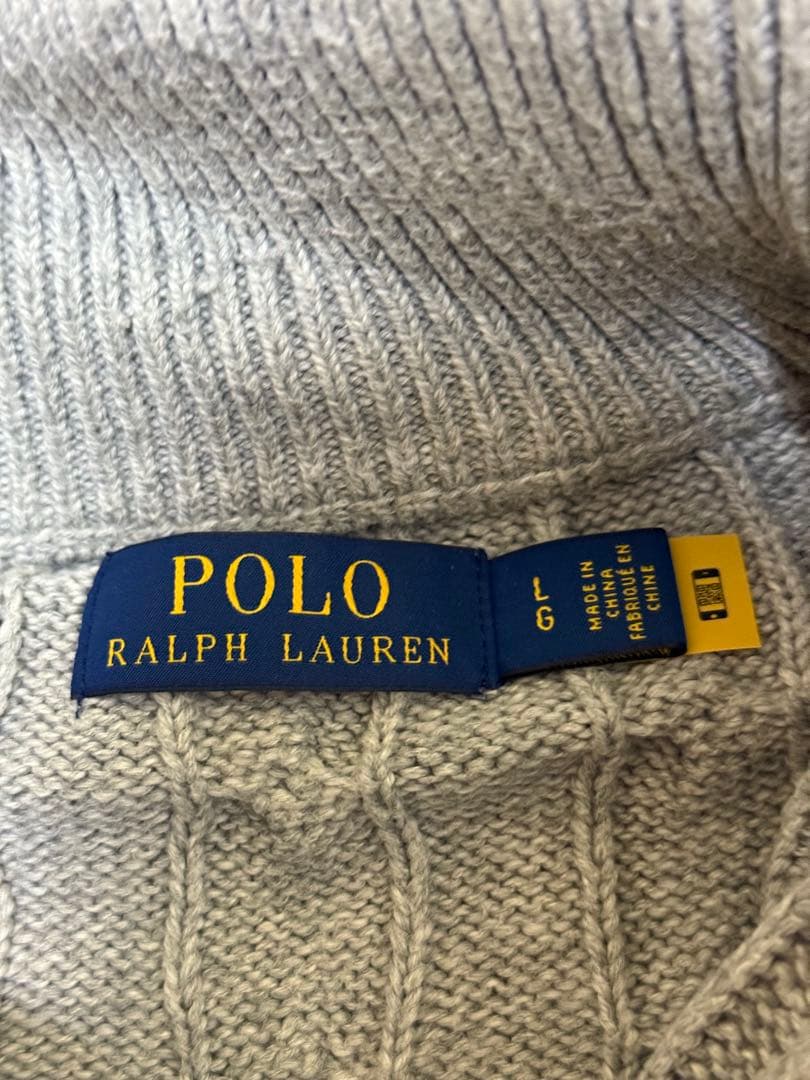 POLO
RALPH LAUREN
L
G
MADE IN
CHINA
FABRIQUÉ EN
CHINE